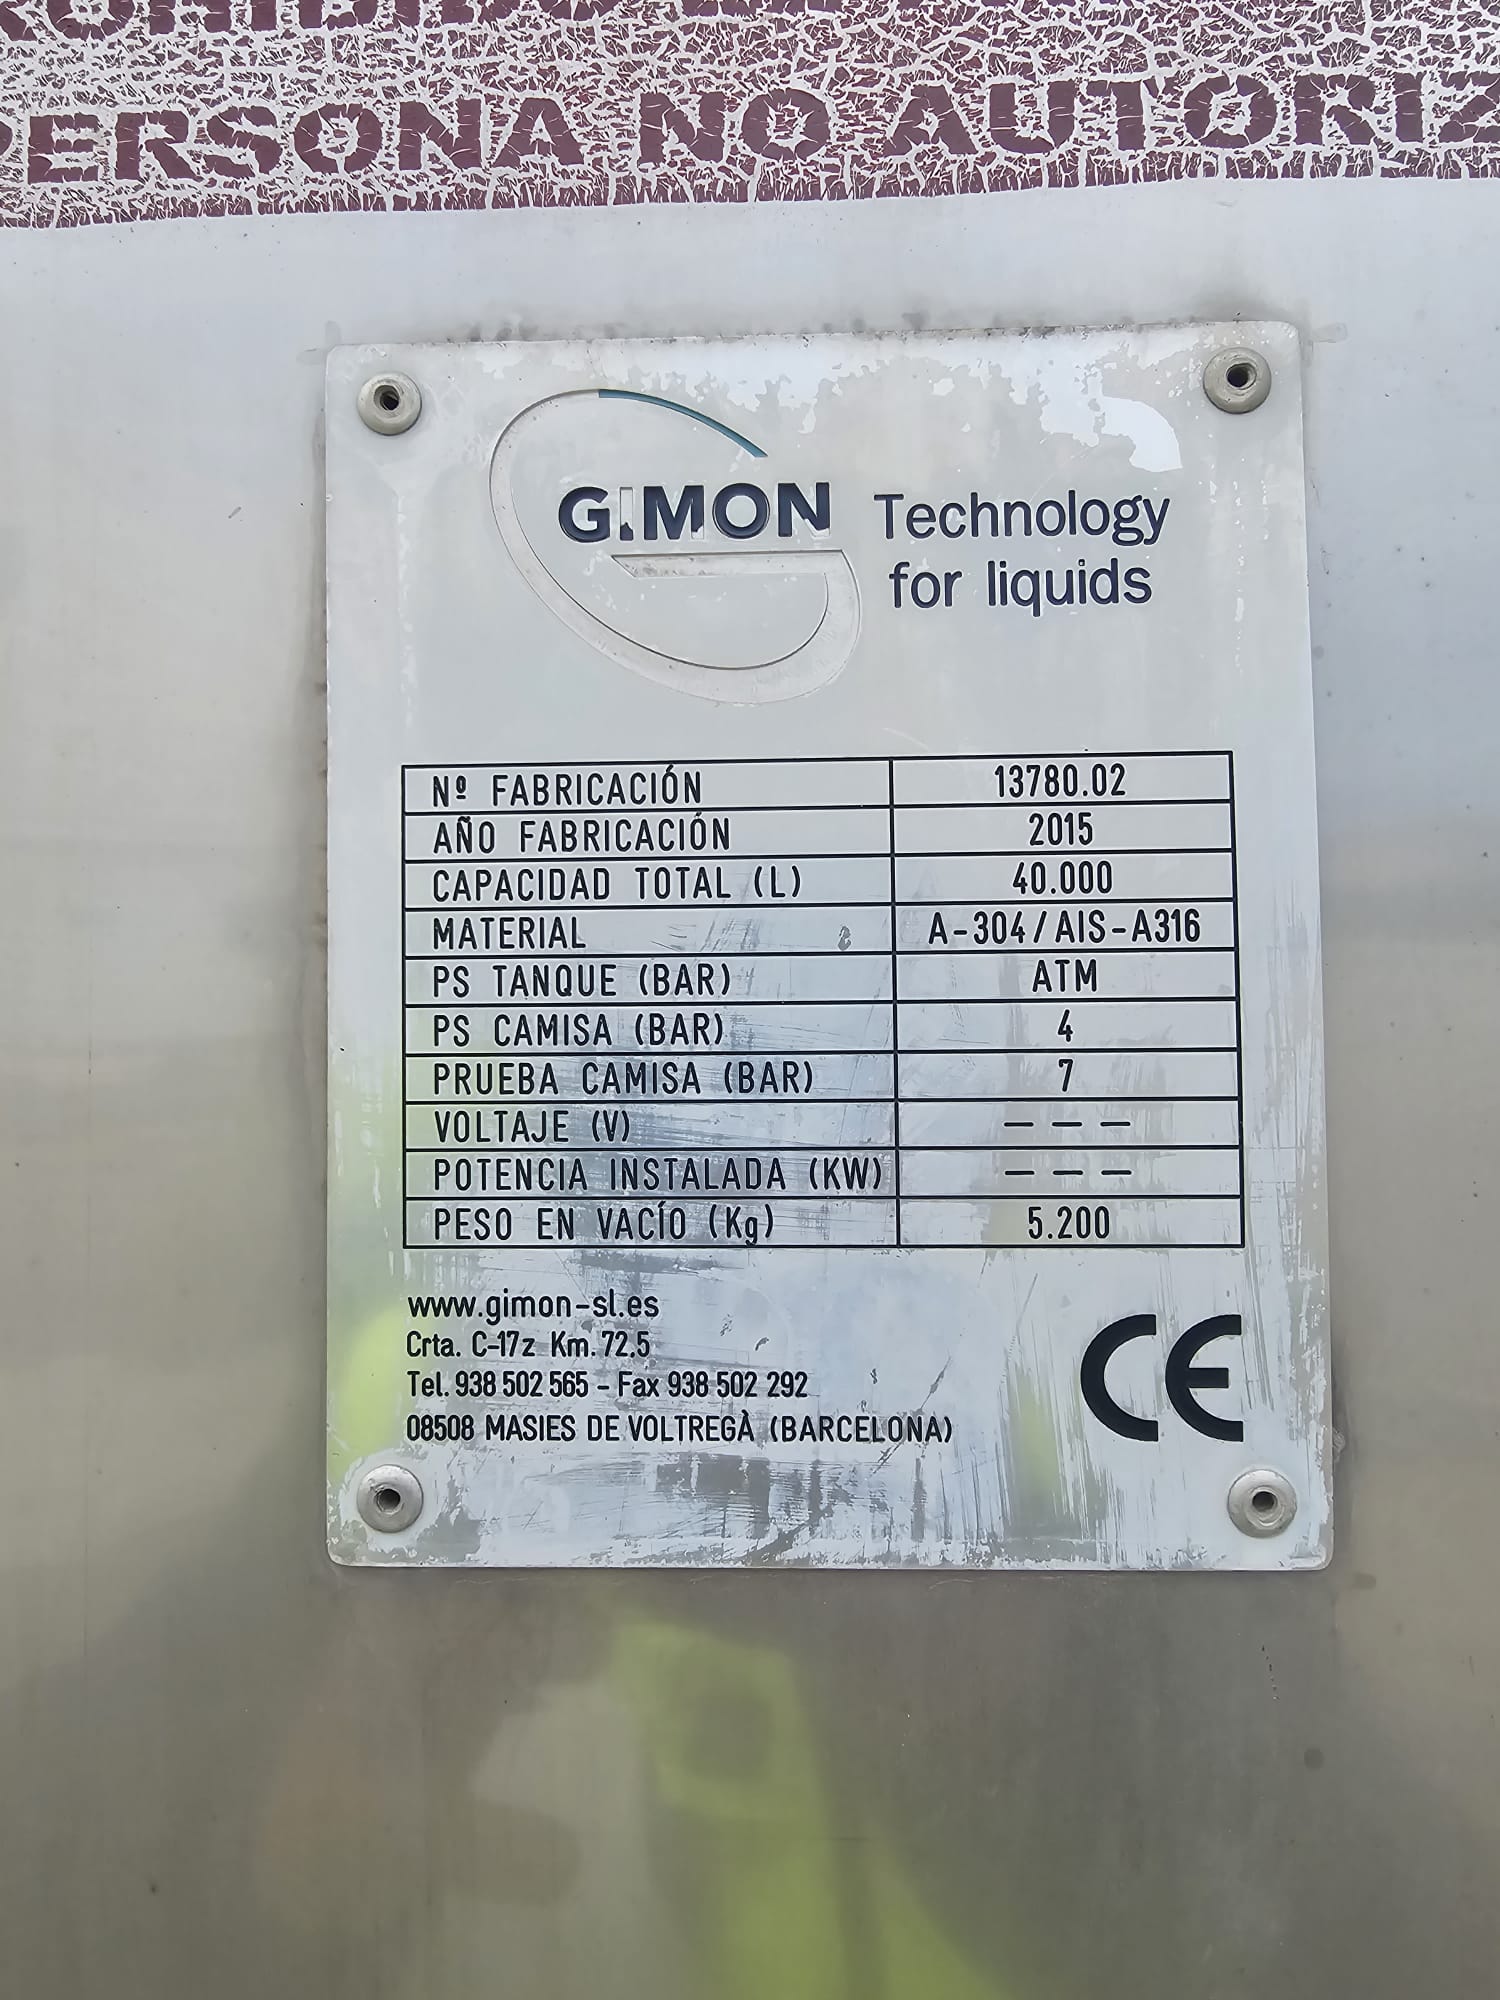 PERSONA NO AUTORIZ
GIMON Technology
for liquids
Nº FABRICACIÓN 13780.02
AÑO FABRICACIÓN 2015
CAPACIDAD TOTAL (L) 40.000
MATERIAL A-304/AIS-A316
PS TANQUE (BAR) ATM
PS CAMISA (BAR) 4
PRUEBA CAMISA (BAR) 7
VOLTAJE (V) ---
POTENCIA INSTALADA (KW) ---
PESO EN VACÍO (Kg) 5.200
www.gimon-sl.es
Crta. C-17z Km. 72.5
Tel. 938 502 565 - Fax 938 502 292
08508 MASIES DE VOLTREGÀ (BARCELONA)
CE